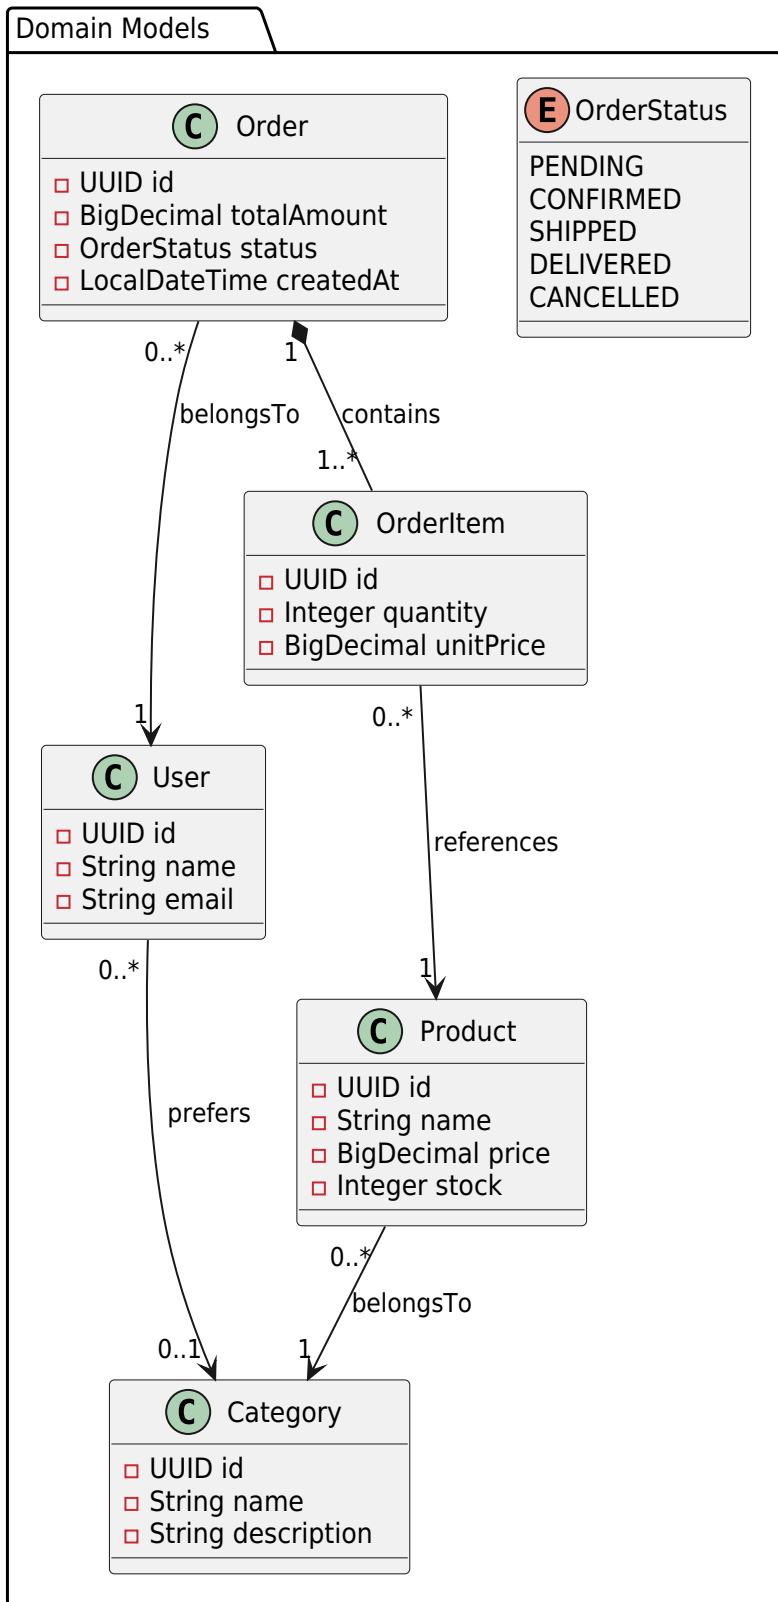 Domain Models
C Order
UUID id
BigDecimal totalAmount
OrderStatus status
LocalDateTime createdAt
E OrderStatus
PENDING
CONFIRMED
SHIPPED
DELIVERED
CANCELLED
0..*
1
belongsTo
contains
1..*
C OrderItem
UUID id
Integer quantity
BigDecimal unitPrice
1
0..*
C User
UUID id
String name
String email
references
0..*
1
C Product
UUID id
String name
BigDecimal price
Integer stock
prefers
0..*
belongsTo
0..1
1
C Category
UUID id
String name
String description